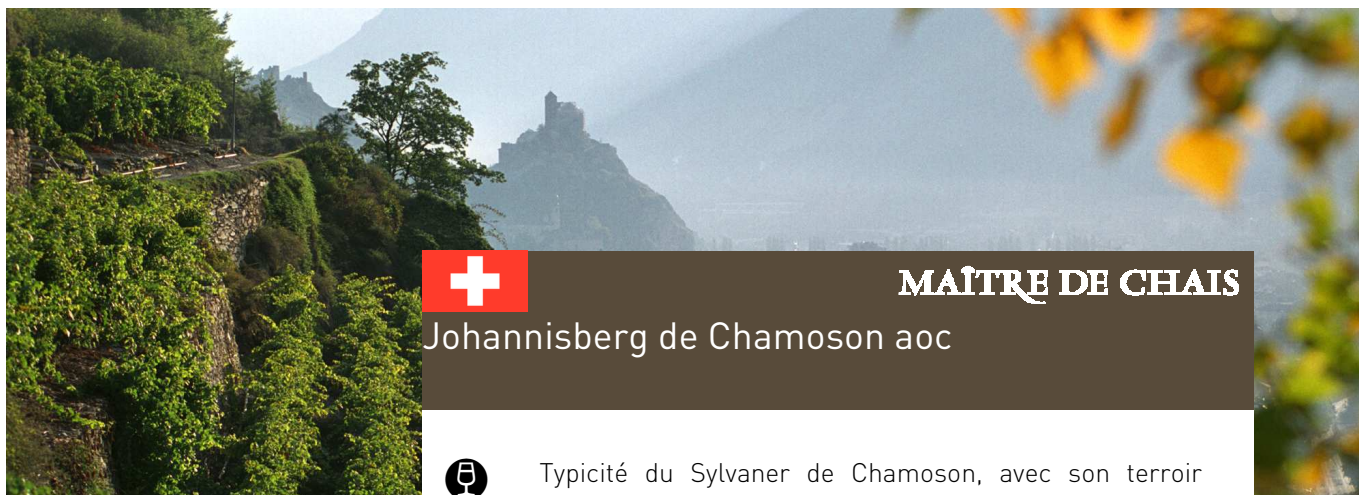 MAÎTRE DE CHAIS
Johannisberg de Chamoson aoc
Typicité du Sylvaner de Chamoson, avec son terroir